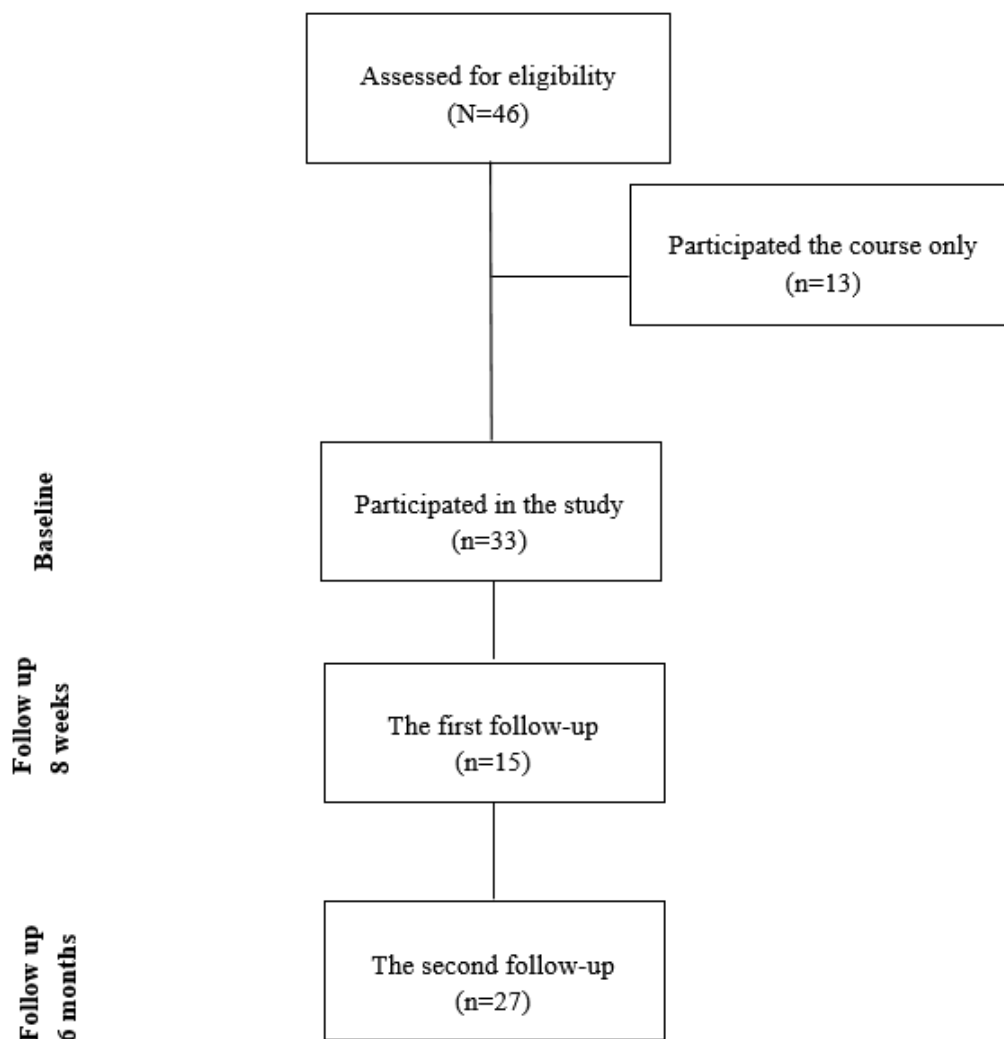 Assessed for eligibility
(N=46)
Participated the course only
(n=13)
Baseline
Participated in the study
(n=33)
Follow up
8 weeks
The first follow-up
(n=15)
Follow up
6 months
The second follow-up
(n=27)